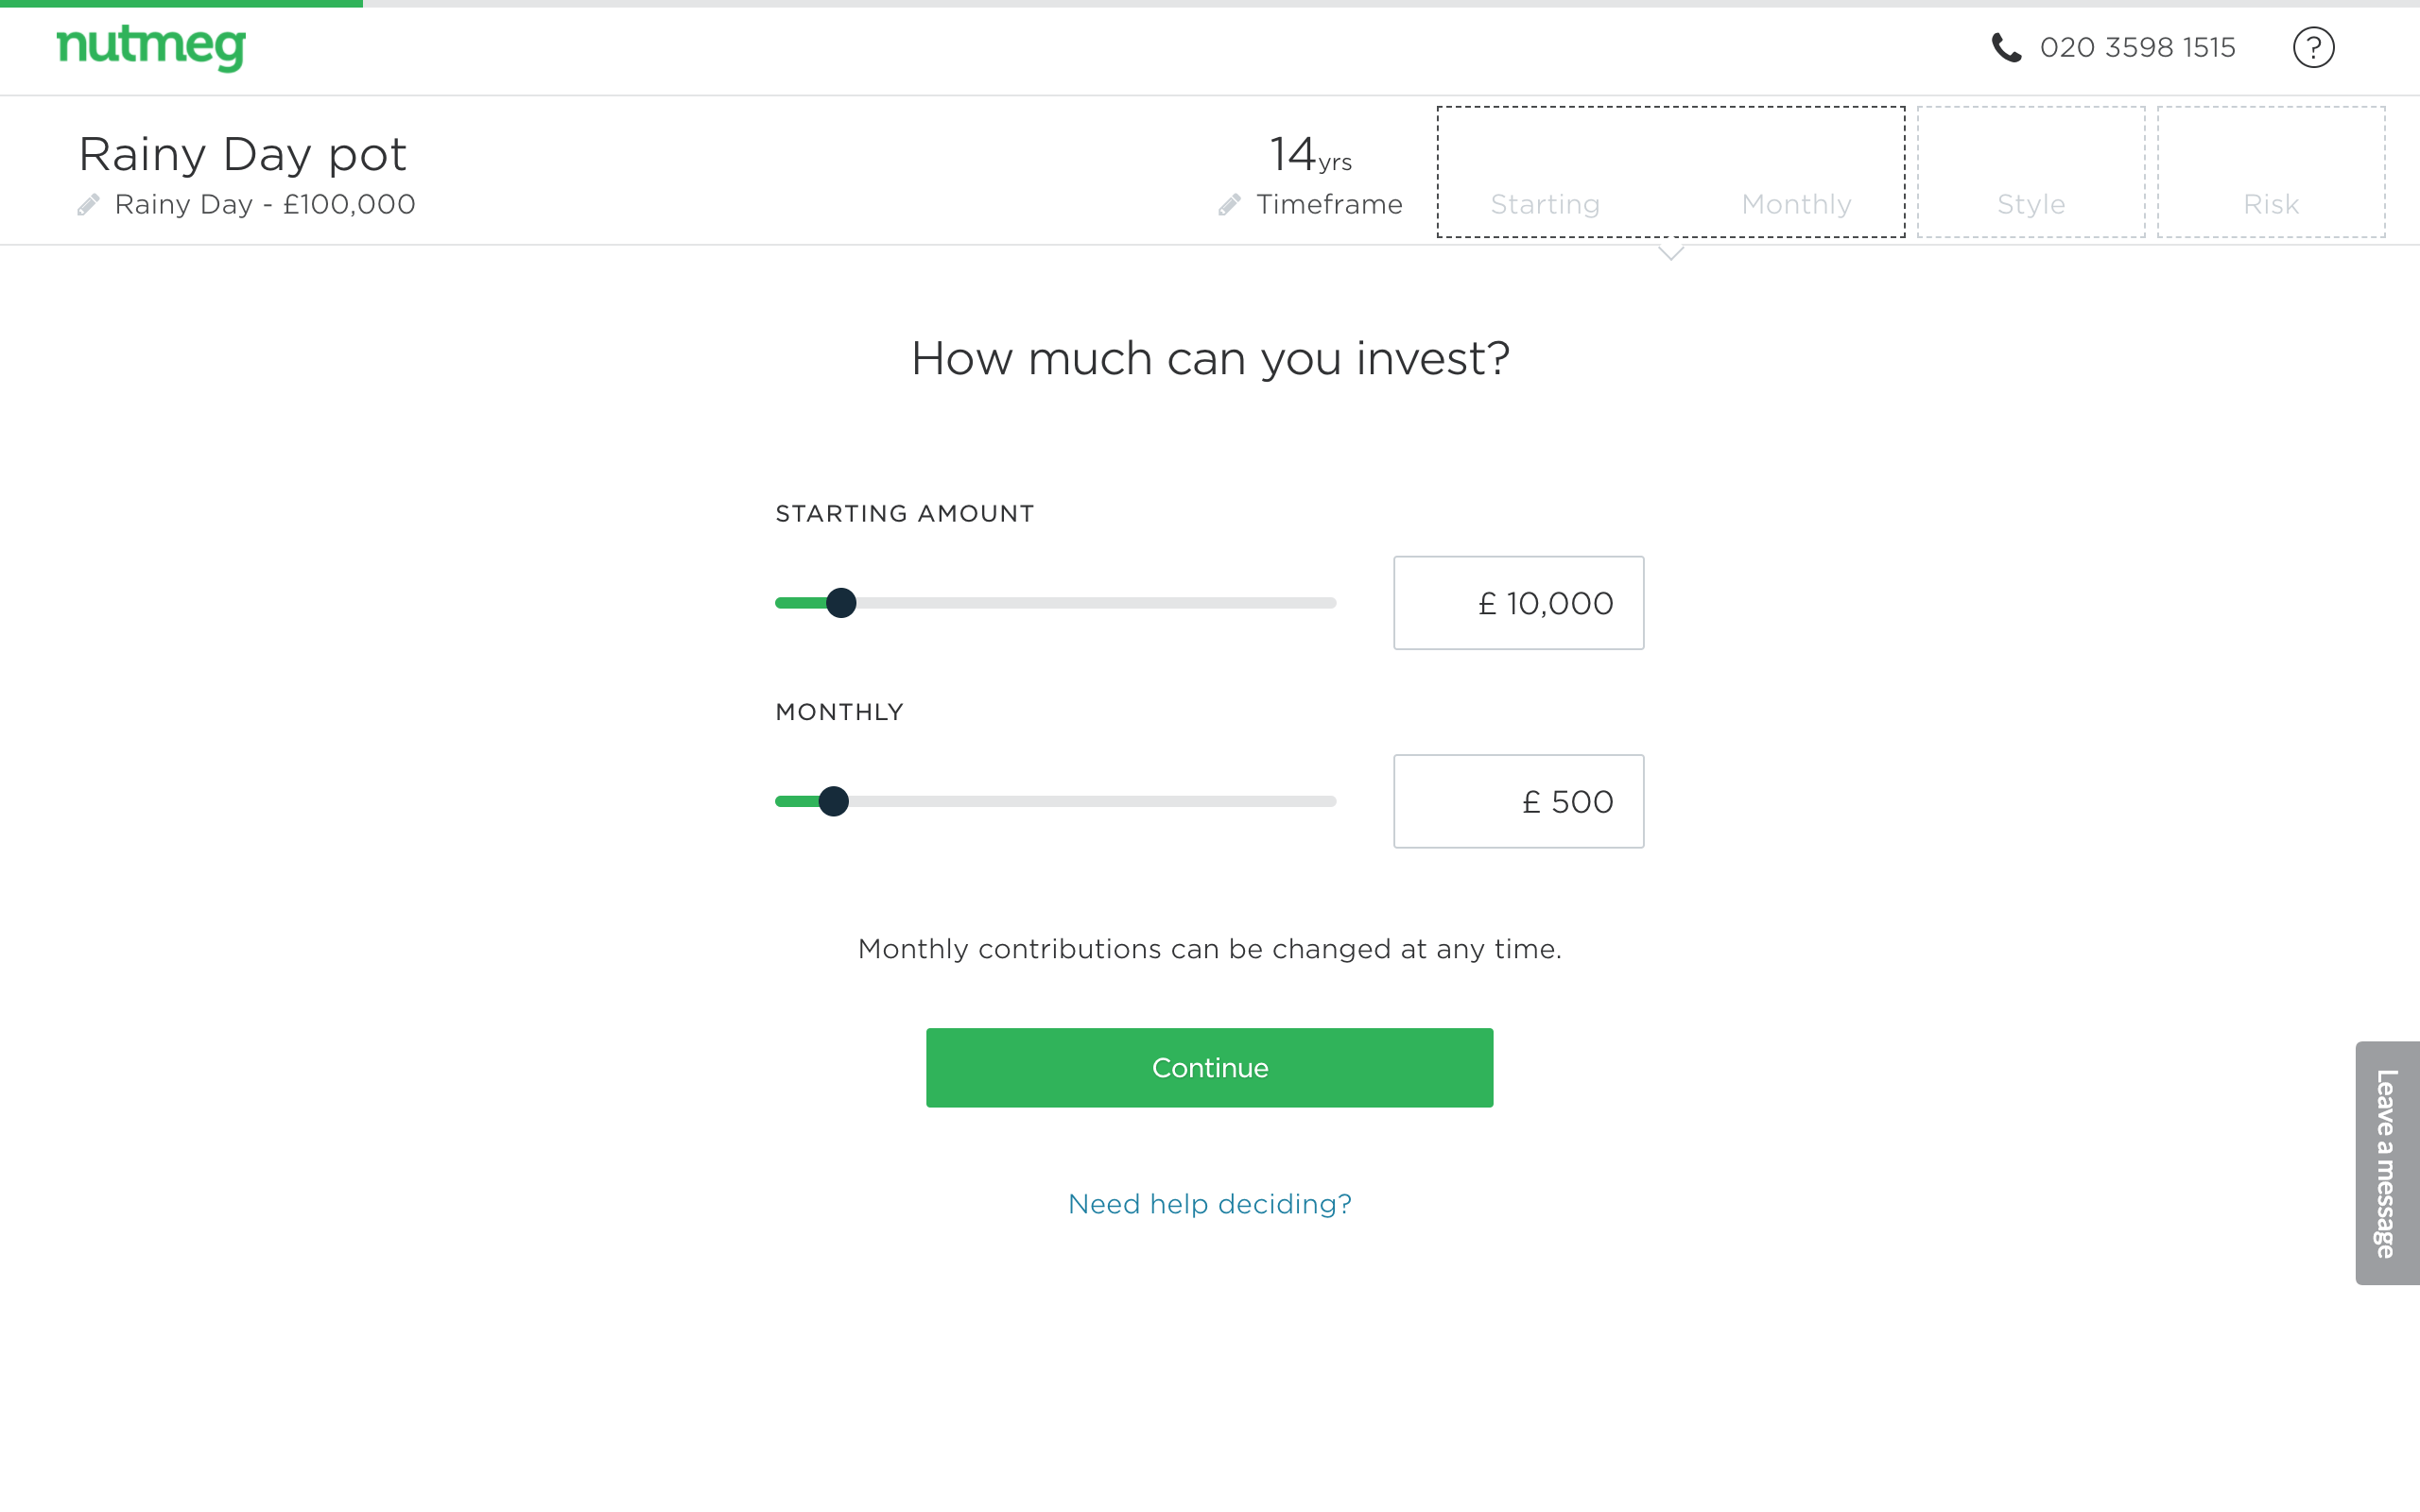 nutmeg
020 3598 1515
?
Rainy Day pot
Rainy Day - £100,000
14yrs
Timeframe
Starting
Monthly
Style
Risk
How much can you invest?
STARTING AMOUNT
£ 10,000
MONTHLY
£ 500
Monthly contributions can be changed at any time.
Continue
Need help deciding?
Leave a message